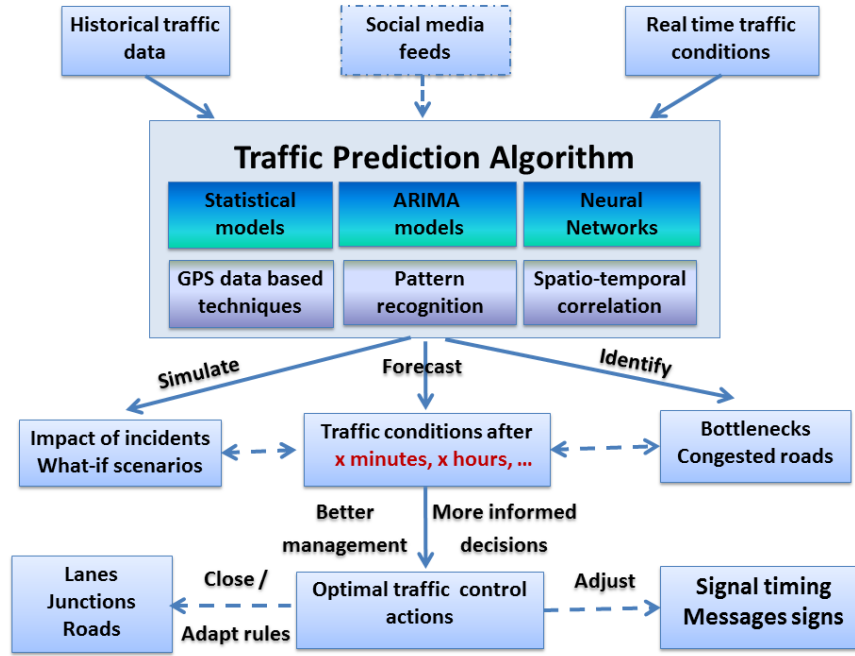 Historical traffic
data
Social media
feeds
Real time traffic
conditions
Traffic Prediction Algorithm
Statistical
models
ARIMA
models
Neural
Networks
GPS data based
techniques
Pattern
recognition
Spatio-temporal
correlation
Simulate
Forecast
Identify
Impact of incidents
What-if scenarios
Traffic conditions after
x minutes, x hours, ...
Bottlenecks
Congested roads
Better
management
More informed
decisions
Lanes
Junctions
Roads
Close /
Adapt rules
Optimal traffic control
actions
Adjust
Signal timing
Messages signs